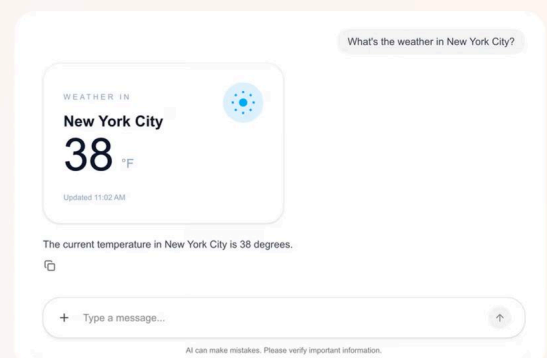 What's the weather in New York City?
WEATHER IN
New York City
38 °F
Updated 11:02 AM
The current temperature in New York City is 38 degrees.
Type a message...
AI can make mistakes. Please verify important information.